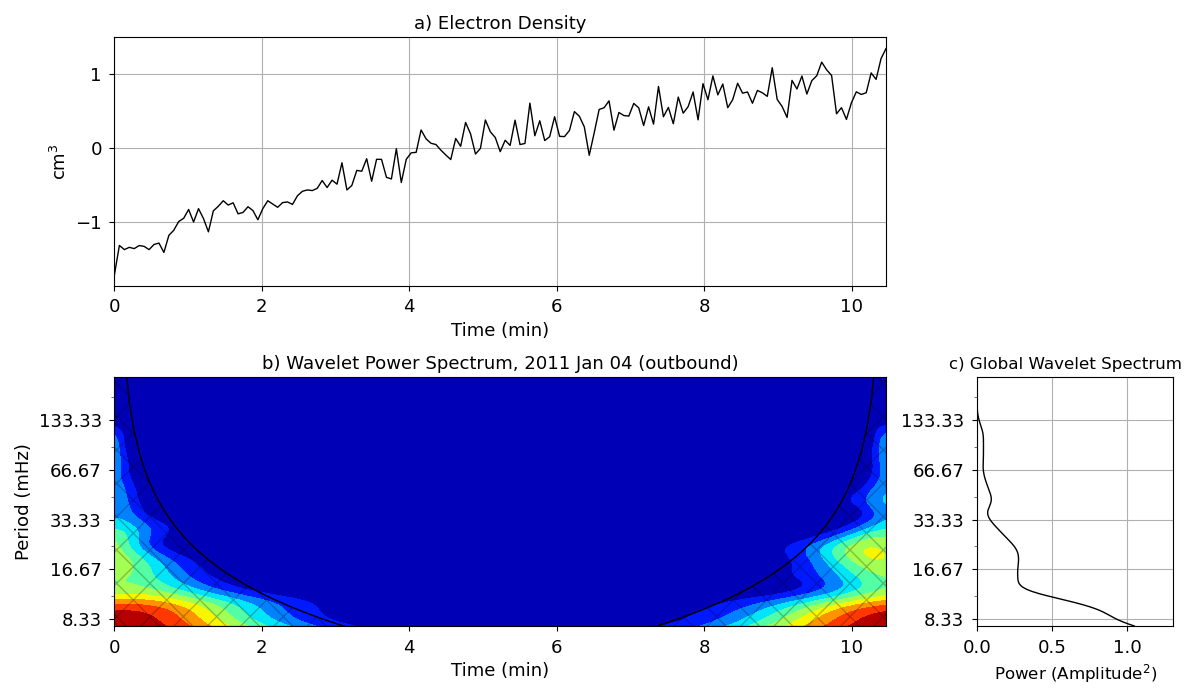 a) Electron Density
1
0
−1
cm³
0 2 4 6 8 10
Time (min)
b) Wavelet Power Spectrum, 2011 Jan 04 (outbound)
133.33
66.67
33.33
16.67
8.33
Period (mHz)
0 2 4 6 8 10
Time (min)
c) Global Wavelet Spectrum
133.33
66.67
33.33
16.67
8.33
0.0 0.5 1.0
Power (Amplitude²)